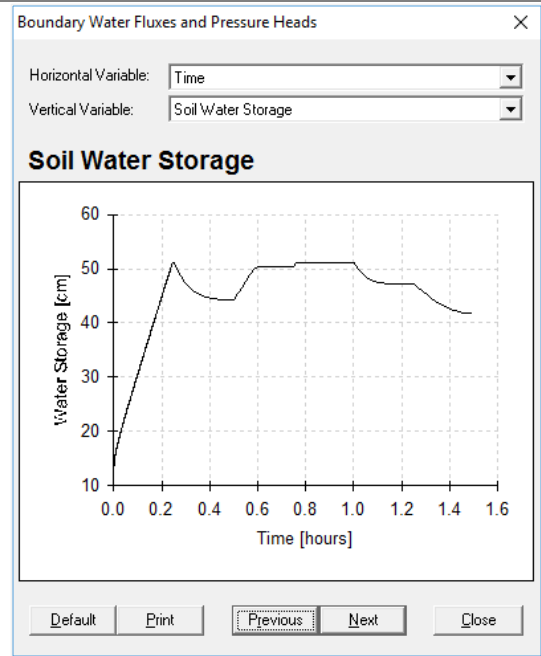 Boundary Water Fluxes and Pressure Heads
Horizontal Variable: Time
Vertical Variable: Soil Water Storage
Soil Water Storage
Water Storage [cm]
60
50
40
30
20
10
0.0 0.2 0.4 0.6 0.8 1.0 1.2 1.4 1.6
Time [hours]
Default Print Previous Next Close